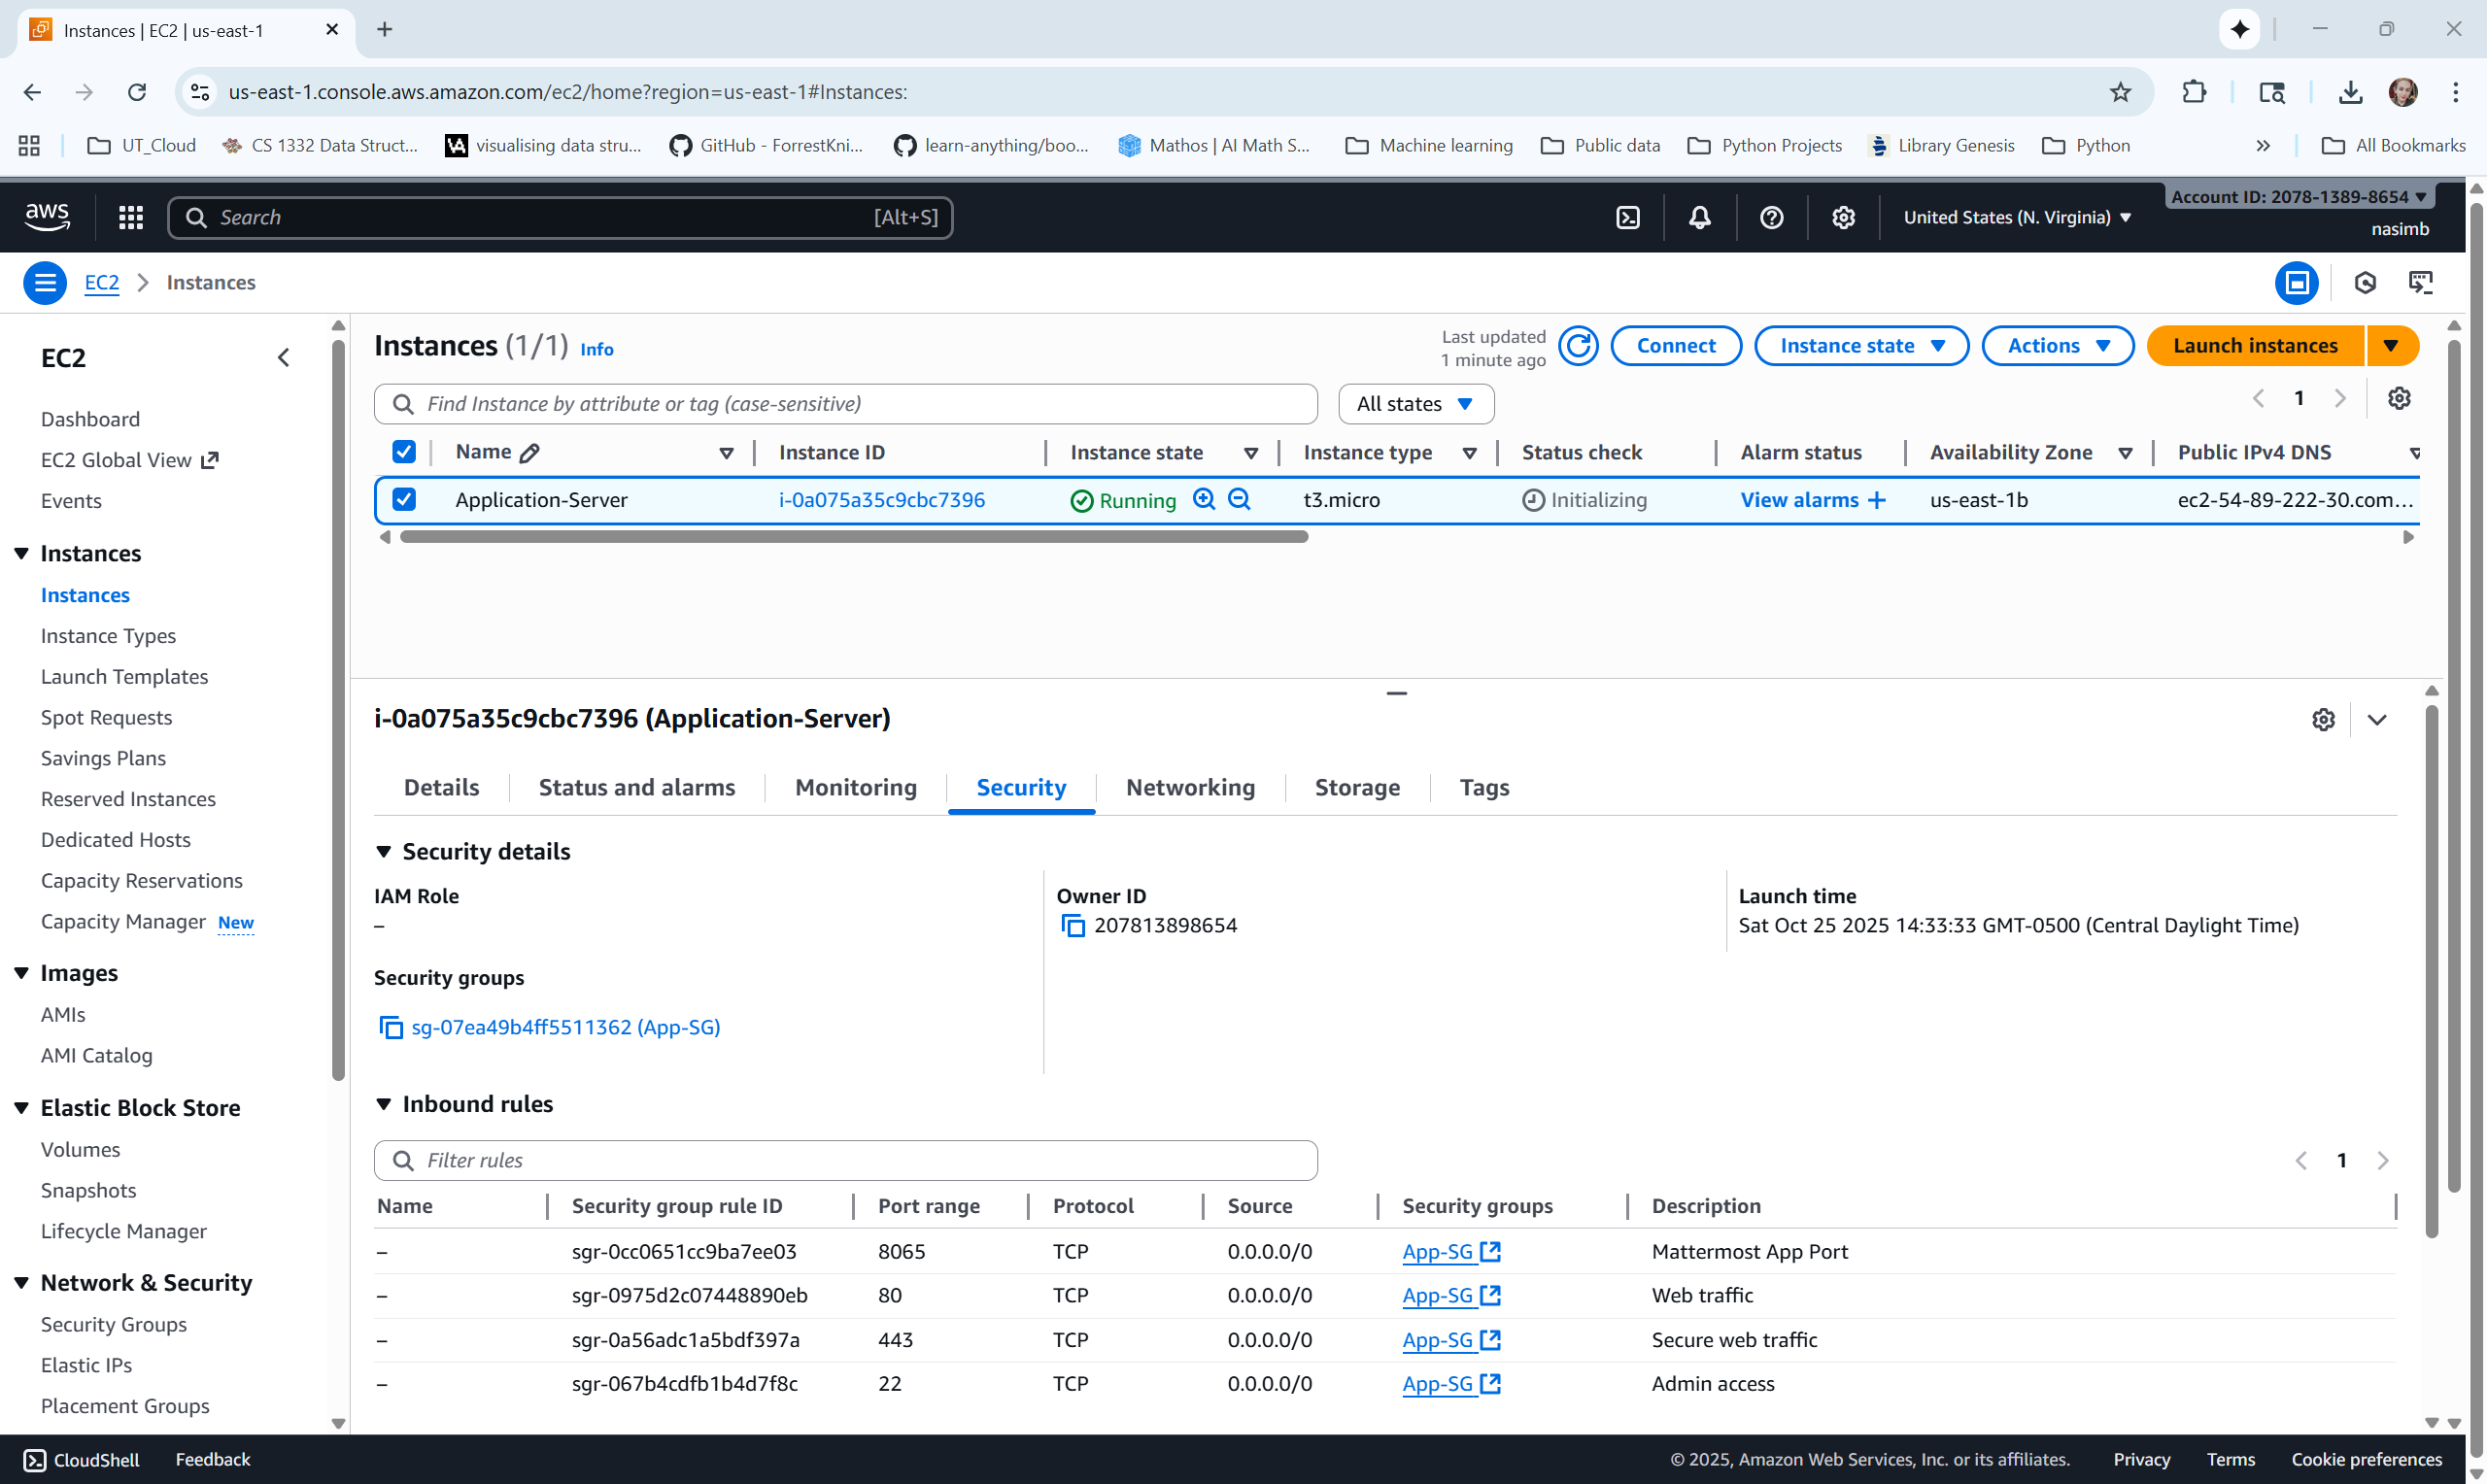 Instances | EC2 | us-east-1
us-east-1.console.aws.amazon.com/ec2/home?region=us-east-1#Instances:
UT_Cloud
CS 1332 Data Struct...
visualising data stru...
GitHub - ForrestKni...
learn-anything/boo...
Mathos | AI Math S...
Machine learning
Public data
Python Projects
Library Genesis
Python
All Bookmarks
aws
Search
[Alt+S]
United States (N. Virginia)
Account ID: 2078-1389-8654
nasimb
EC2
Instances
EC2
Dashboard
EC2 Global View
Events
Instances
Instances
Instance Types
Launch Templates
Spot Requests
Savings Plans
Reserved Instances
Dedicated Hosts
Capacity Reservations
Capacity Manager New
Images
AMIs
AMI Catalog
Elastic Block Store
Volumes
Snapshots
Lifecycle Manager
Network & Security
Security Groups
Elastic IPs
Placement Groups
Instances (1/1) Info
Last updated
1 minute ago
Connect
Instance state
Actions
Launch instances
Find Instance by attribute or tag (case-sensitive)
All states
1
Name Instance ID Instance state Instance type Status check Alarm status Availability Zone Public IPv4 DNS
Application-Server i-0a075a35c9cbc7396 Running t3.micro Initializing View alarms + us-east-1b ec2-54-89-222-30.com...
i-0a075a35c9cbc7396 (Application-Server)
Details Status and alarms Monitoring Security Networking Storage Tags
Security details
IAM Role
–
Owner ID
207813898654
Launch time
Sat Oct 25 2025 14:33:33 GMT-0500 (Central Daylight Time)
Security groups
sg-07ea49b4ff5511362 (App-SG)
Inbound rules
Filter rules
1
Name Security group rule ID Port range Protocol Source Security groups Description
– sgr-0cc0651cc9ba7ee03 8065 TCP 0.0.0.0/0 App-SG Mattermost App Port
– sgr-0975d2c07448890eb 80 TCP 0.0.0.0/0 App-SG Web traffic
– sgr-0a56adc1a5bdf397a 443 TCP 0.0.0.0/0 App-SG Secure web traffic
– sgr-067b4cdfb1b4d7f8c 22 TCP 0.0.0.0/0 App-SG Admin access
CloudShell
Feedback
© 2025, Amazon Web Services, Inc. or its affiliates.
Privacy
Terms
Cookie preferences